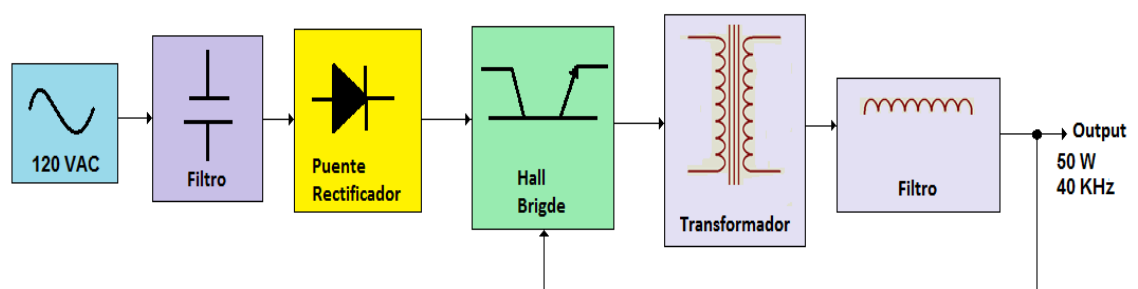 120 VAC
Filtro
Puente
Rectificador
Hall
Brigde
Transformador
Filtro
Output
50 W
40 KHz